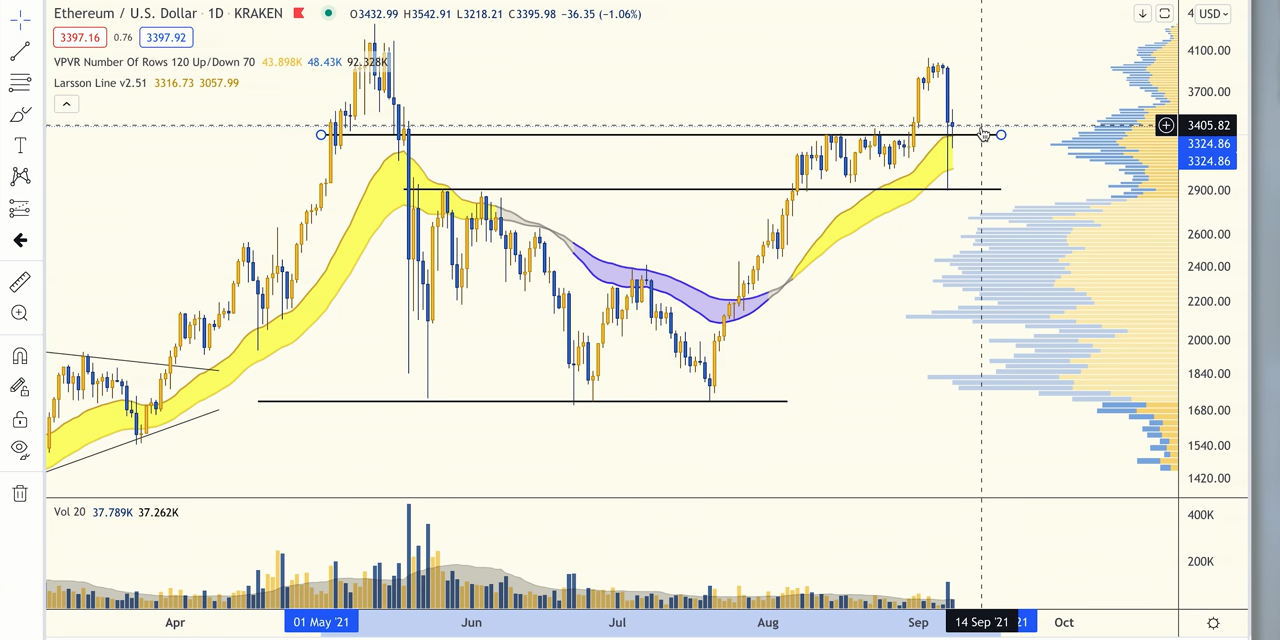 Ethereum / U.S. Dollar · 1D · KRAKEN O3432.99 H3542.91 L3218.21 C3395.98 −36.35 (−1.06%)
3397.16 0.76 3397.92
VPVR Number Of Rows 120 Up/Down 70 43.898K 48.43K 92.328K
Larsson Line v2.51 3316.73 3057.99
4 USD
4100.00
3700.00
3405.82
3324.86
3324.86
2900.00
2600.00
2400.00
2200.00
2000.00
1840.00
1680.00
1540.00
1420.00
Vol 20 37.789K 37.262K
400K
200K
Apr 01 May '21 Jun Jul Aug Sep 14 Sep '21 21 Oct